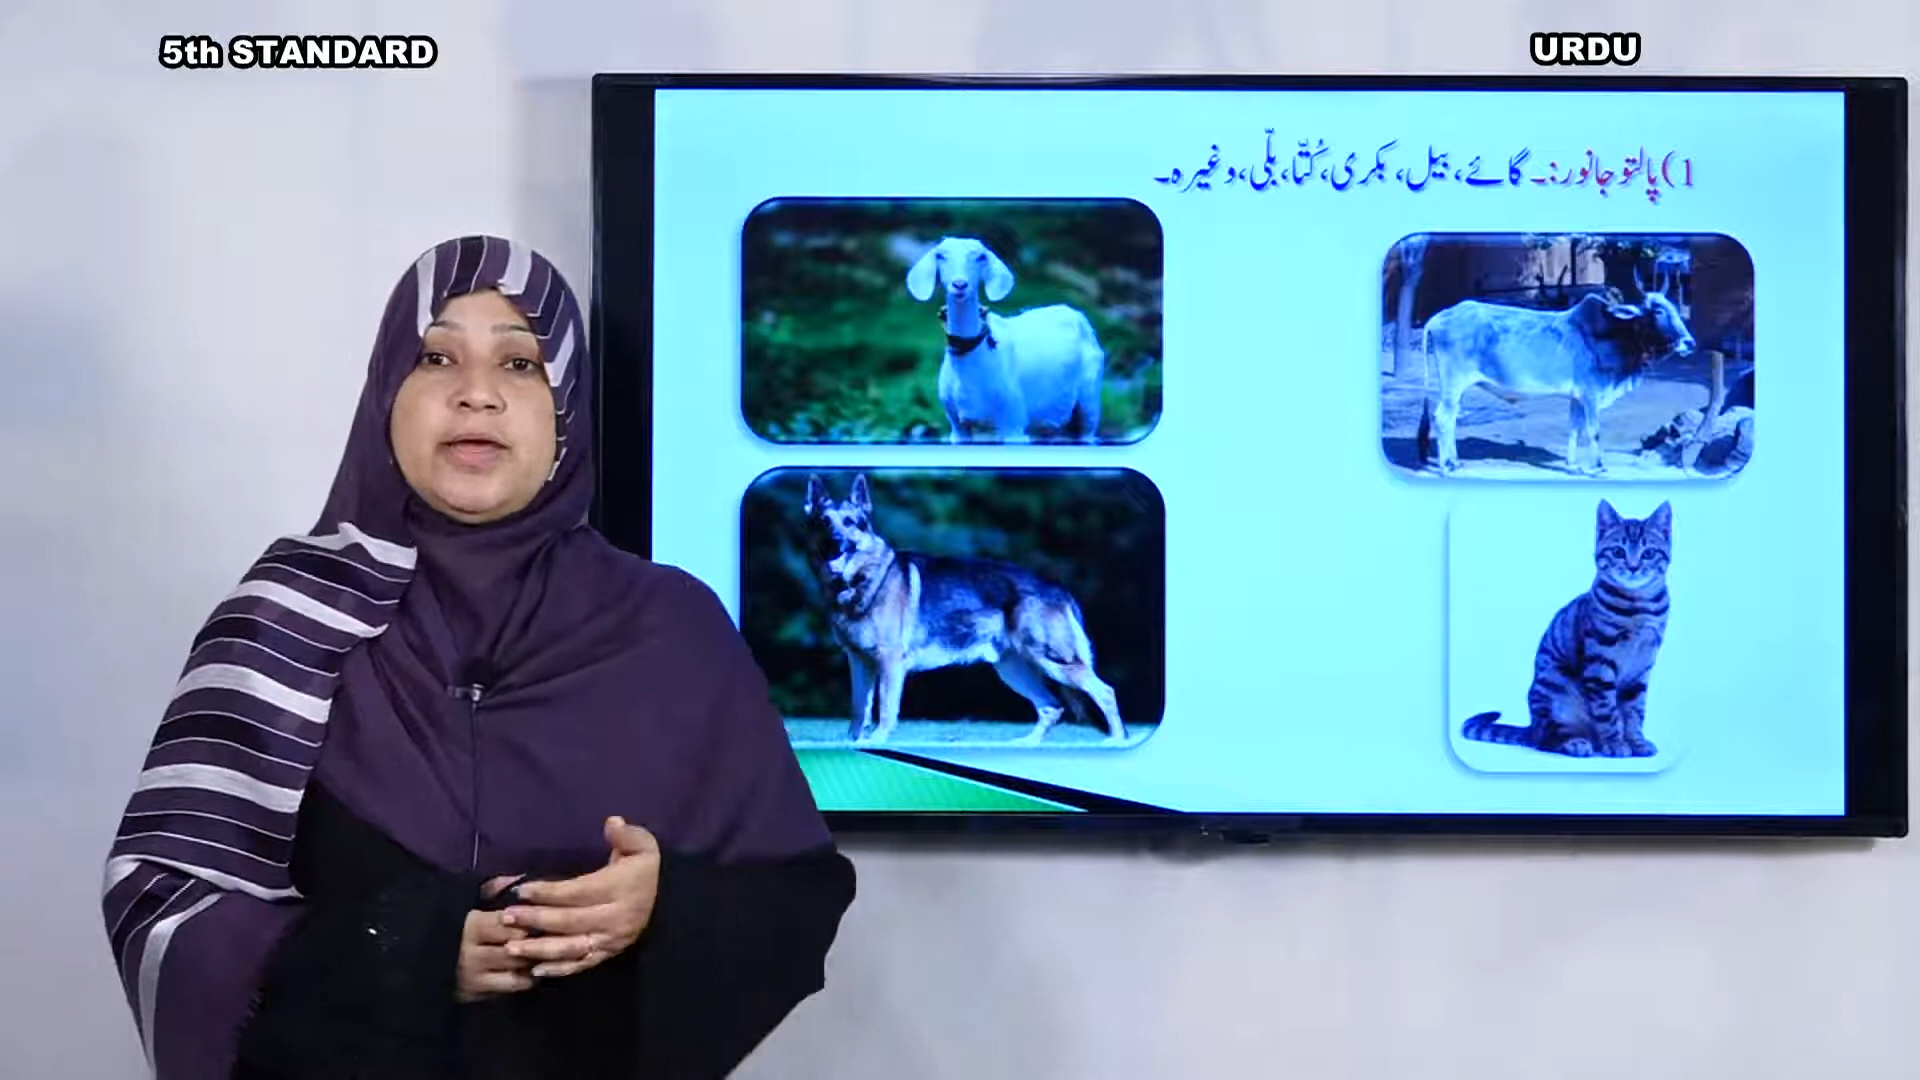 5th STANDARD
URDU
1)پالتو جانور:۔ گائے، بیل، بکری، کُتّا، بلّی، وغیرہ۔